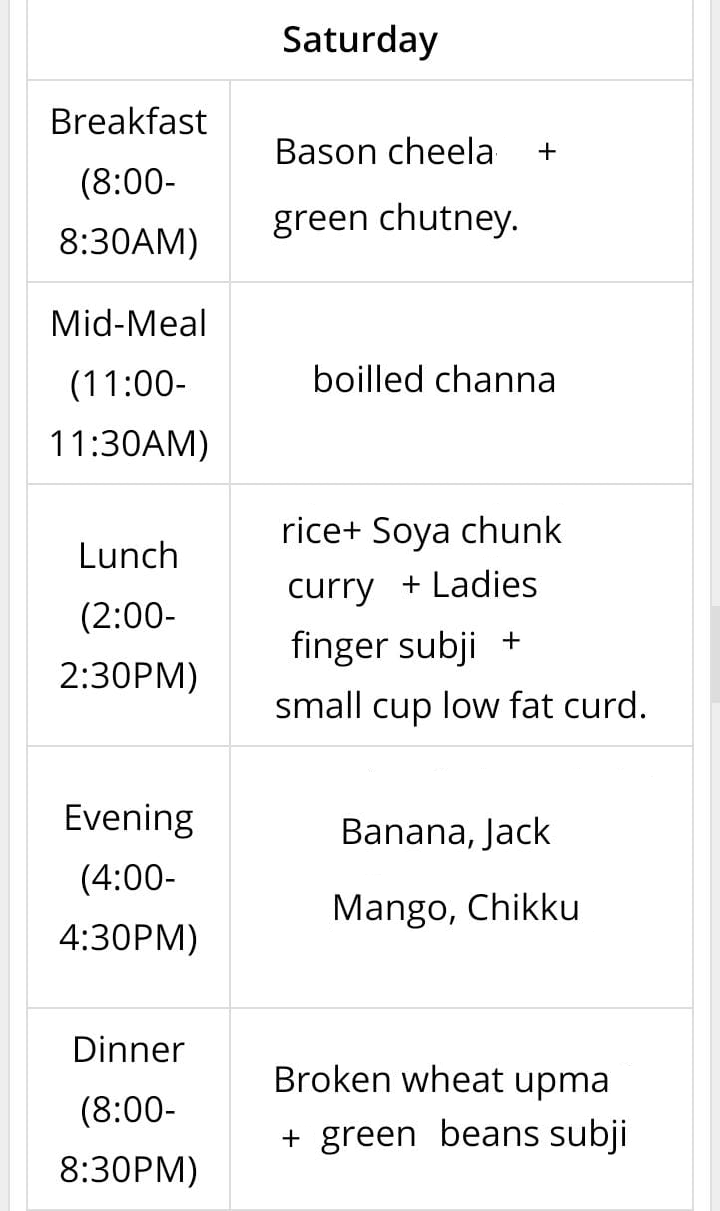 Saturday
Breakfast
(8:00-
8:30AM)
Bason cheela +
green chutney.
Mid-Meal
(11:00-
11:30AM)
boilled channa
Lunch
(2:00-
2:30PM)
rice+ Soya chunk
curry + Ladies
finger subji +
small cup low fat curd.
Evening
(4:00-
4:30PM)
Banana, Jack
Mango, Chikku
Dinner
(8:00-
8:30PM)
Broken wheat upma
+ green beans subji